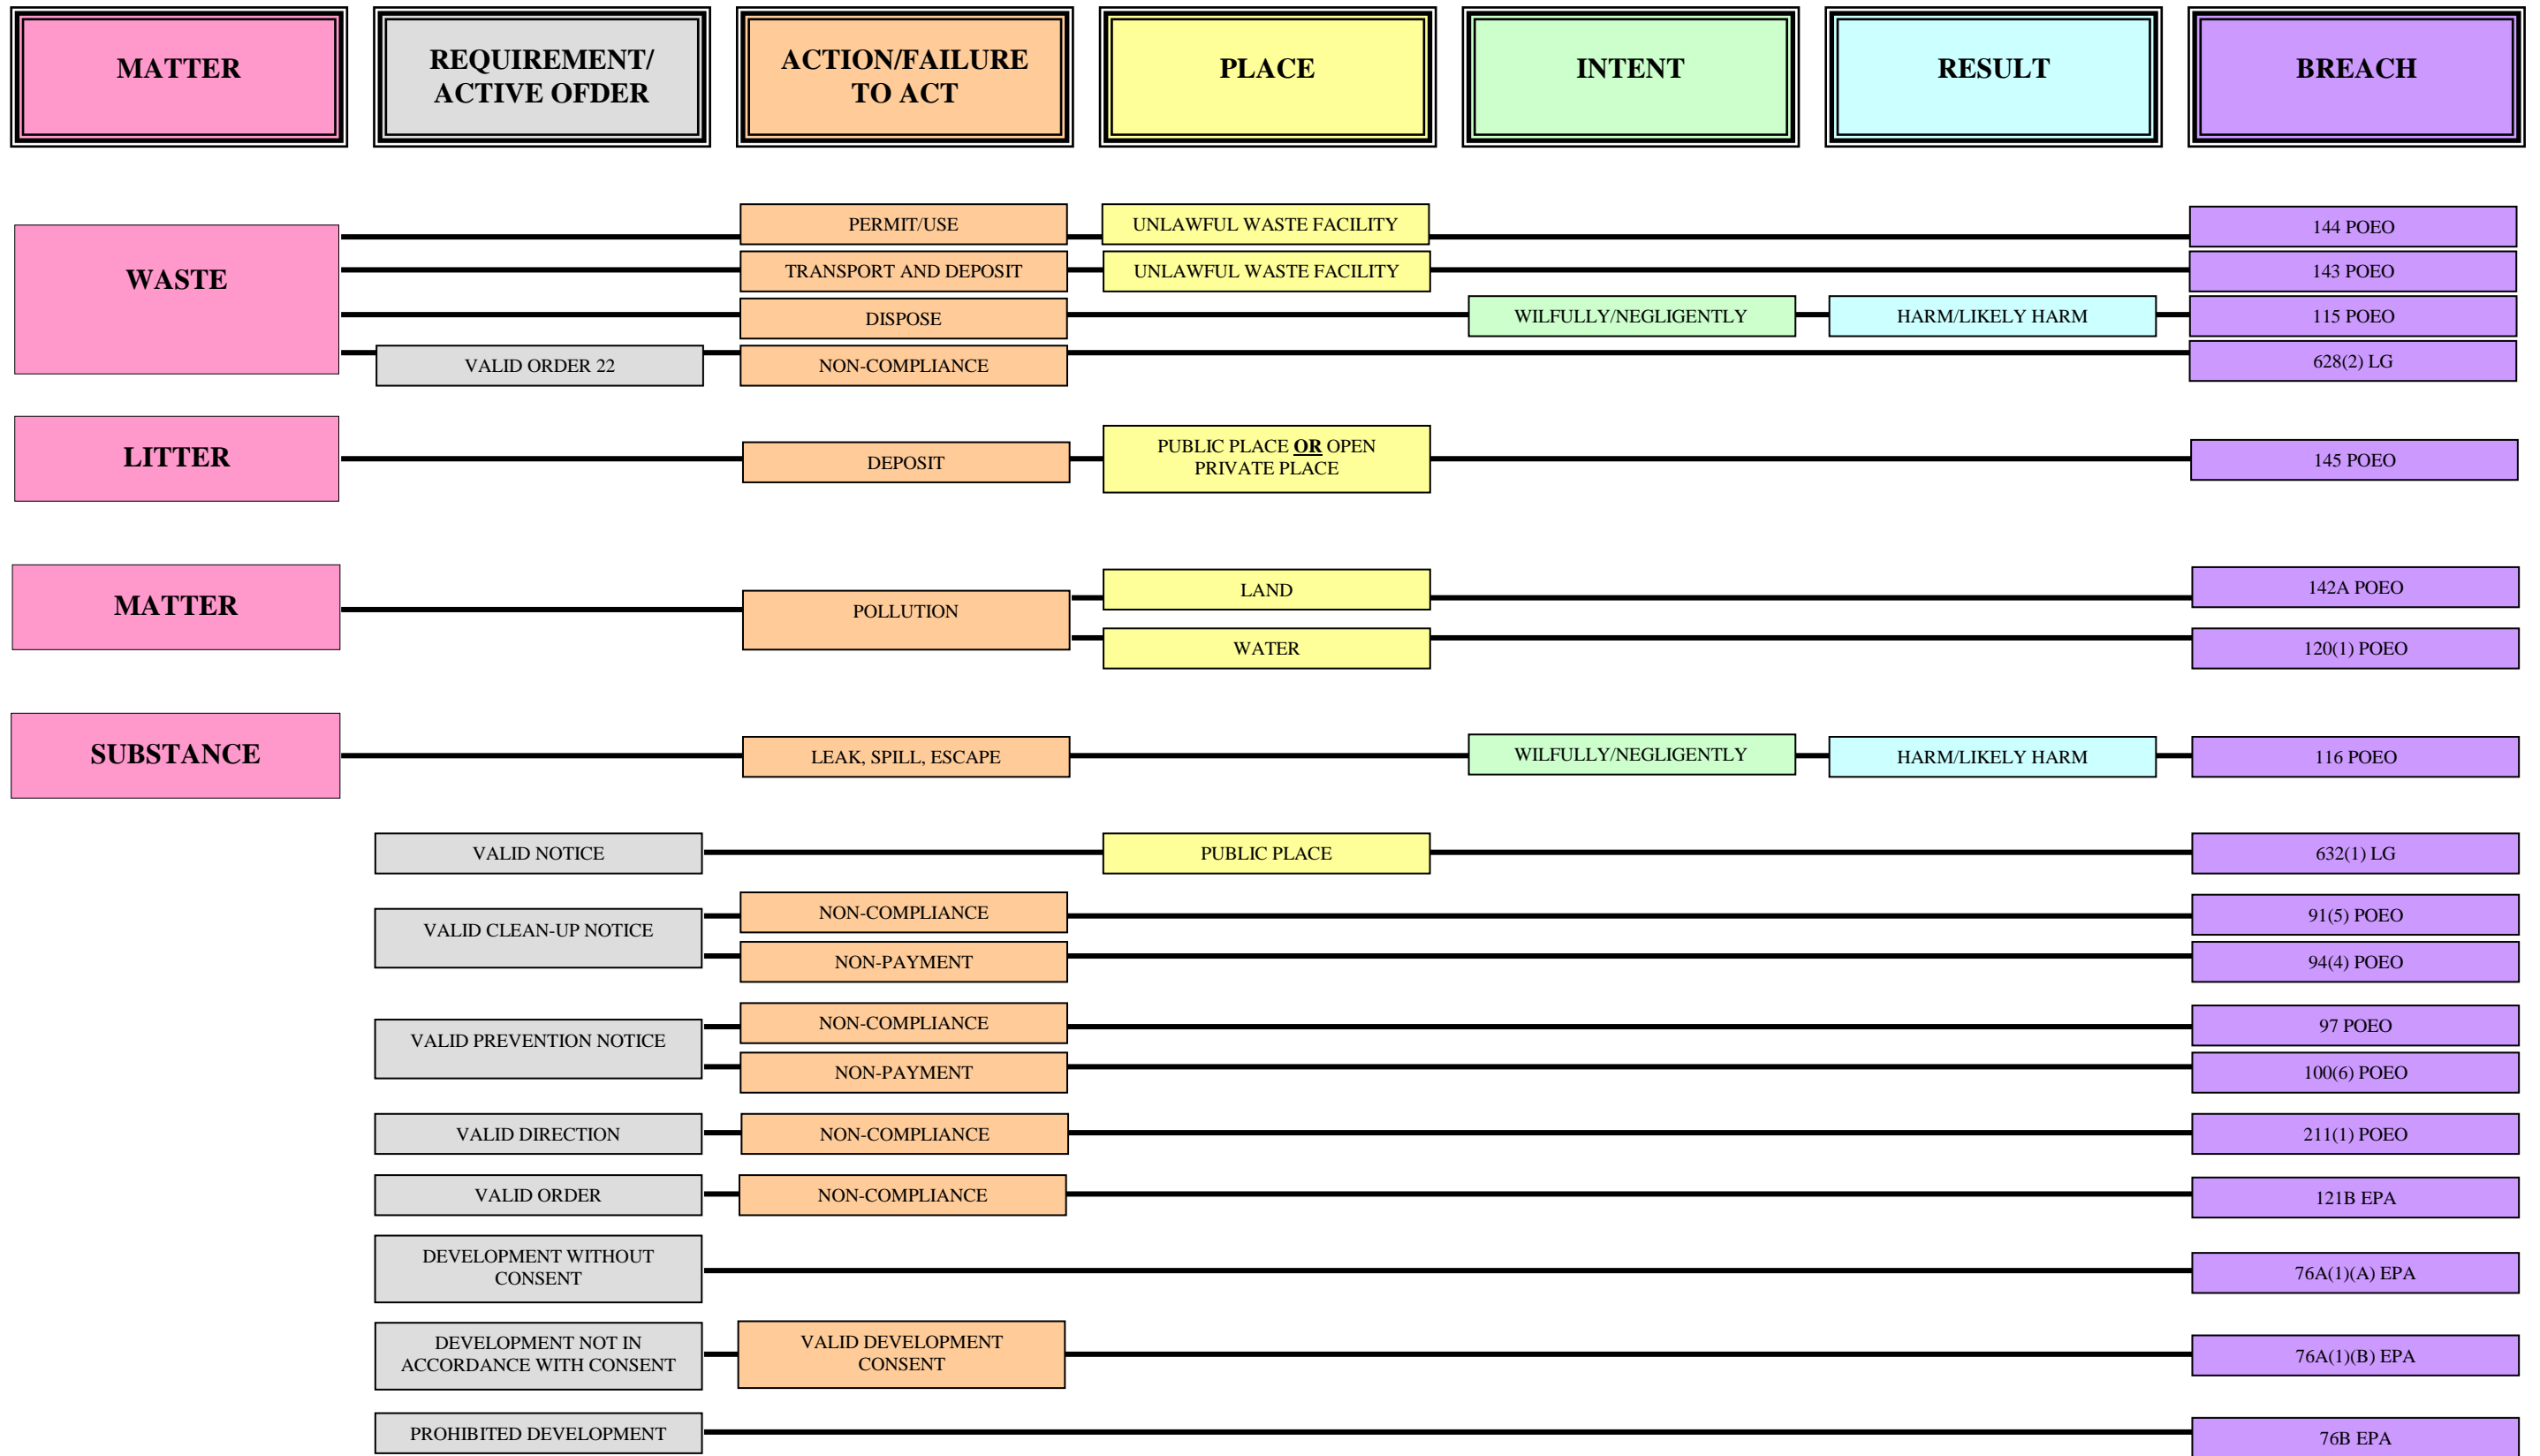 MATTER
REQUIREMENT/
ACTIVE OFDER
ACTION/FAILURE
TO ACT
PLACE
INTENT
RESULT
BREACH
WASTE
PERMIT/USE
UNLAWFUL WASTE FACILITY
144 POEO
TRANSPORT AND DEPOSIT
UNLAWFUL WASTE FACILITY
143 POEO
DISPOSE
WILFULLY/NEGLIGENTLY
HARM/LIKELY HARM
115 POEO
VALID ORDER 22
NON-COMPLIANCE
628(2) LG
LITTER
DEPOSIT
PUBLIC PLACE OR OPEN
PRIVATE PLACE
145 POEO
MATTER
POLLUTION
LAND
142A POEO
WATER
120(1) POEO
SUBSTANCE
LEAK, SPILL, ESCAPE
WILFULLY/NEGLIGENTLY
HARM/LIKELY HARM
116 POEO
VALID NOTICE
PUBLIC PLACE
632(1) LG
VALID CLEAN-UP NOTICE
NON-COMPLIANCE
91(5) POEO
NON-PAYMENT
94(4) POEO
VALID PREVENTION NOTICE
NON-COMPLIANCE
97 POEO
NON-PAYMENT
100(6) POEO
VALID DIRECTION
NON-COMPLIANCE
211(1) POEO
VALID ORDER
NON-COMPLIANCE
121B EPA
DEVELOPMENT WITHOUT
CONSENT
76A(1)(A) EPA
DEVELOPMENT NOT IN
ACCORDANCE WITH CONSENT
VALID DEVELOPMENT
CONSENT
76A(1)(B) EPA
PROHIBITED DEVELOPMENT
76B EPA